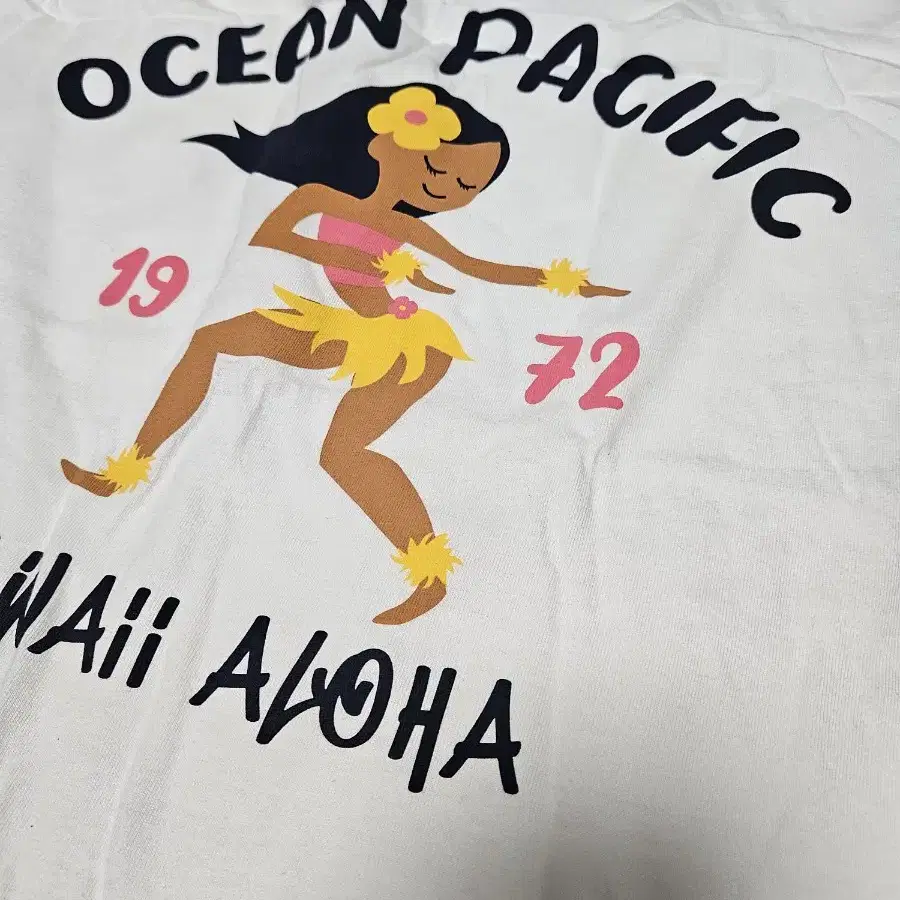 OCEAN PACIFIC
19 72
WAii ALOHA